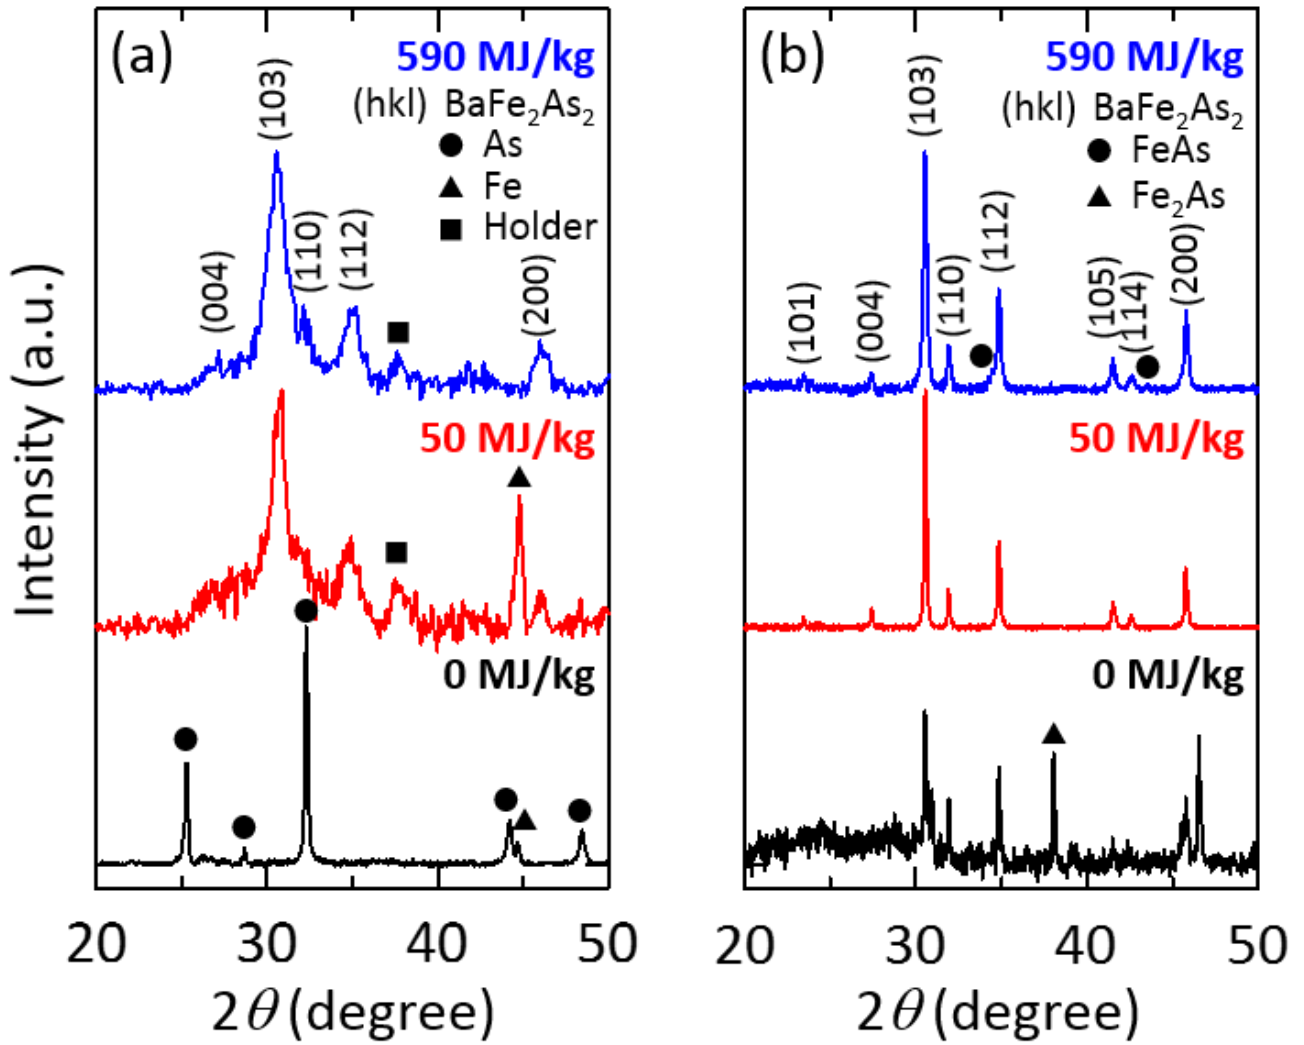 Intensity (a.u.)
(a)
590 MJ/kg
(hkl) BaFe₂As₂
● As
▲ Fe
■ Holder
(004)
(103)
(110)
(112)
(200)
50 MJ/kg
0 MJ/kg
20 30 40 50
2θ (degree)
(b)
590 MJ/kg
(hkl) BaFe₂As₂
● FeAs
▲ Fe₂As
(101)
(004)
(103)
(110)
(112)
(105)
(114)
(200)
50 MJ/kg
0 MJ/kg
20 30 40 50
2θ (degree)